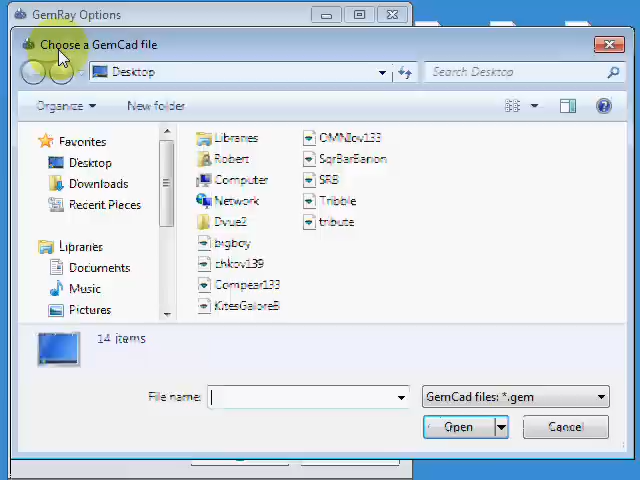 GemRay Options
Choose a GemCad file
Desktop
Search Desktop
Organize
New folder
Favorites
Desktop
Downloads
Recent Places
Libraries
Documents
Music
Pictures
Libraries
Robert
Computer
Network
Dvue2
bigboy
chkov139
Compear133
KitesGaloreB
OMNIov133
SqrBarBarion
SRB
Tribble
tribute
14 items
File name:
GemCad files: *.gem
Open
Cancel